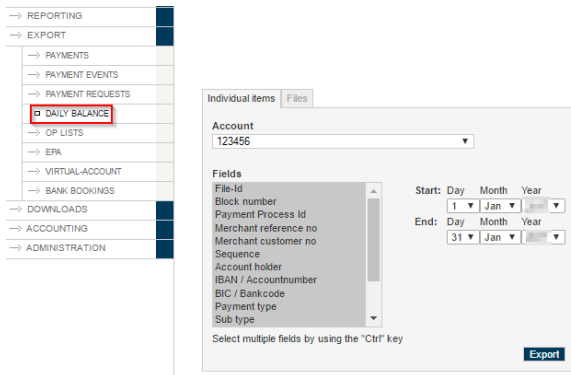 REPORTING
EXPORT
PAYMENTS
PAYMENT EVENTS
PAYMENT REQUESTS
DAILY BALANCE
OP LISTS
EPA
VIRTUAL-ACCOUNT
BANK BOOKINGS
DOWNLOADS
ACCOUNTING
ADMINISTRATION
Individual items Files
Account
123456
Fields
File-Id
Block number
Payment Process Id
Merchant reference no
Merchant customer no
Sequence
Account holder
IBAN / Accountnumber
BIC / Bankcode
Payment type
Sub type
Start: Day Month Year
1 Jan
End: Day Month Year
31 Jan
Select multiple fields by using the "Ctrl" key
Export